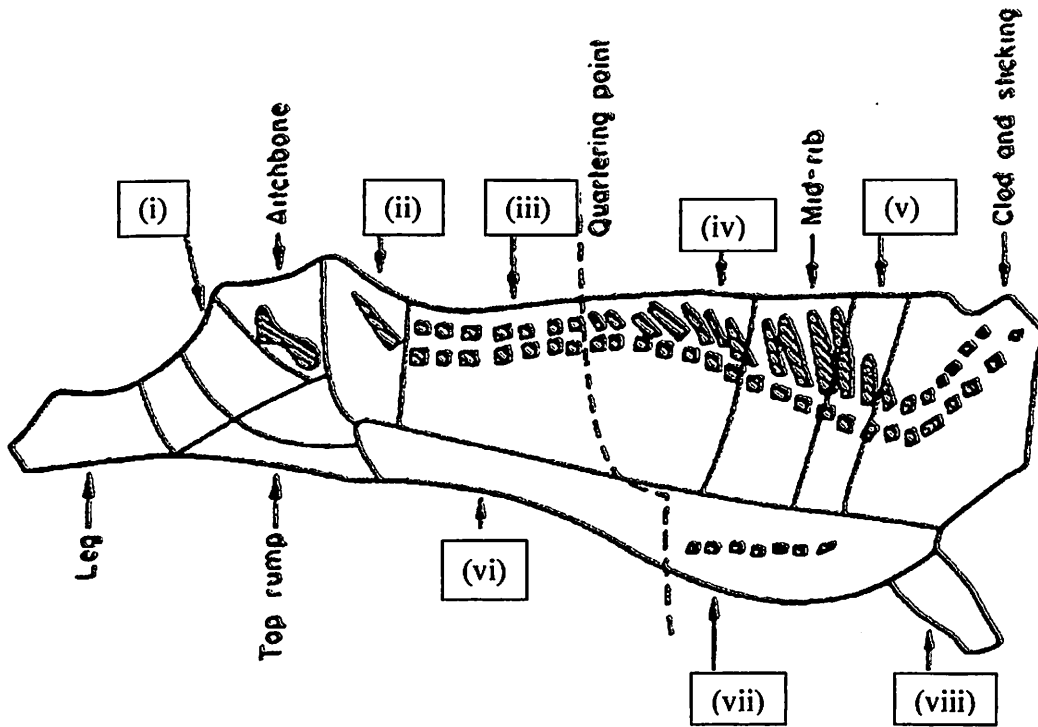 (i)
Aitchbone
(ii)
(iii)
Quartering point
(iv)
Mid-rib
(v)
Clod and sticking
Leg
Top rump
(vi)
(vii)
(viii)